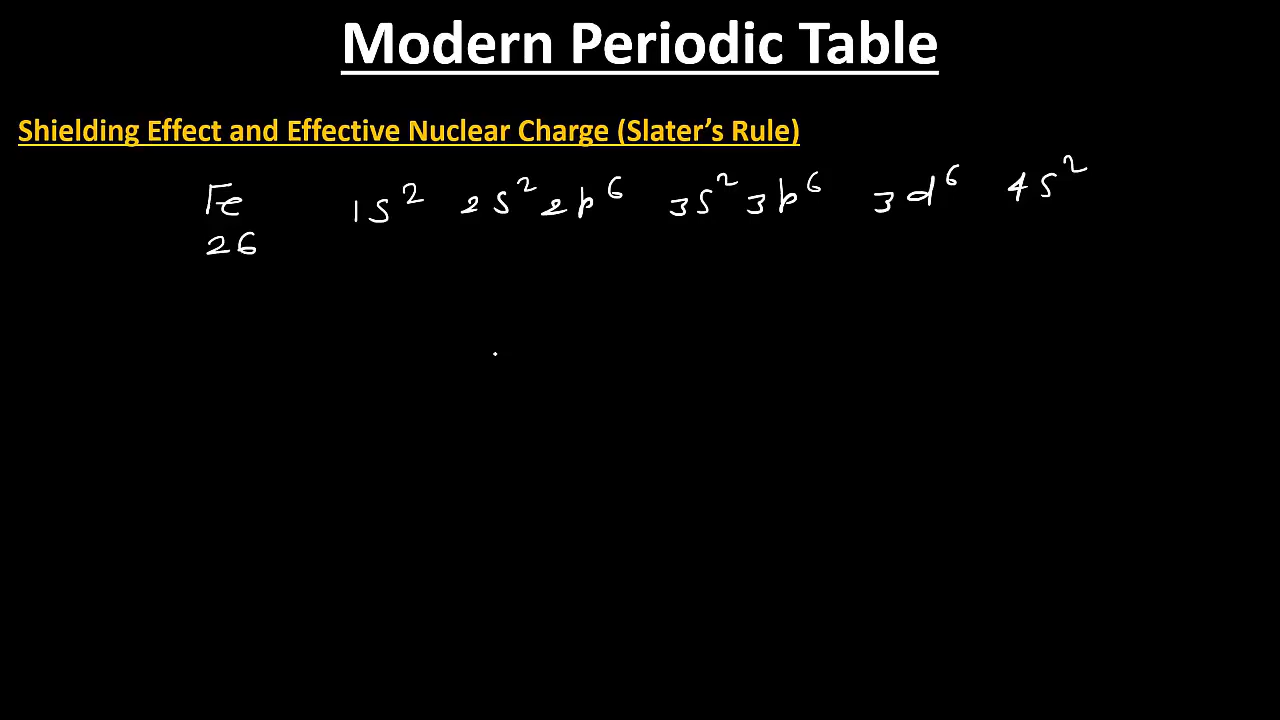 Modern Periodic Table
Shielding Effect and Effective Nuclear Charge (Slater’s Rule)
Fe 1s² 2s² 2p⁶ 3s² 3p⁶ 3d⁶ 4s²
26